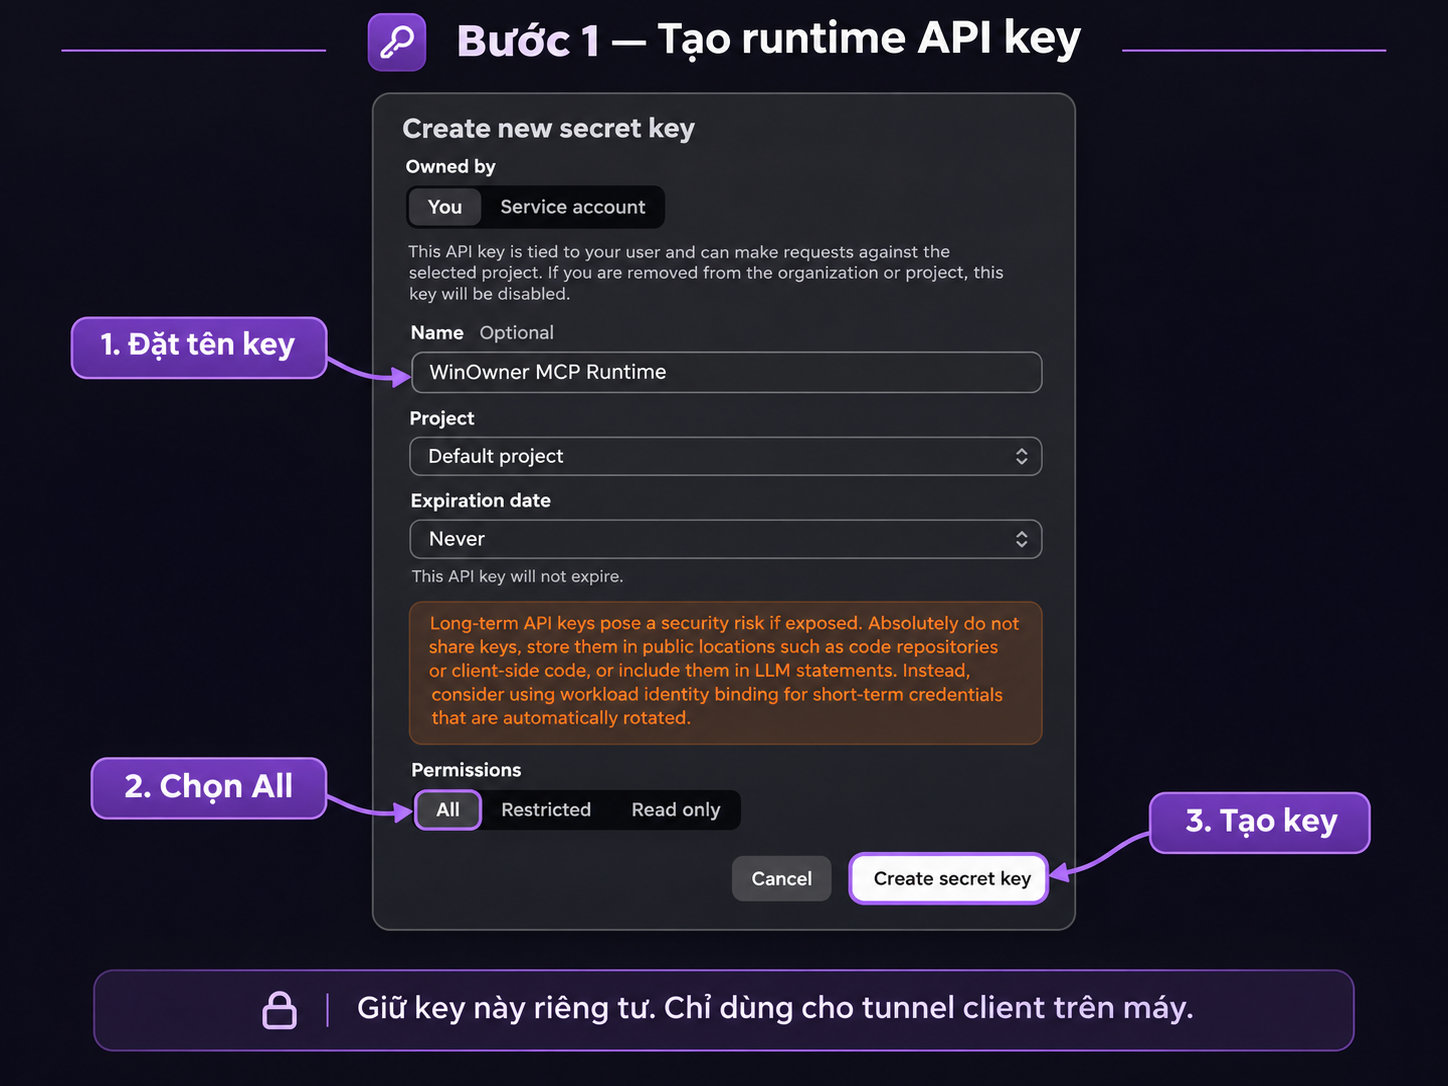 Bước 1 — Tạo runtime API key
Create new secret key
Owned by
You Service account
This API key is tied to your user and can make requests against the
selected project. If you are removed from the organization or project, this
key will be disabled.
1. Đặt tên key
Name Optional
WinOwner MCP Runtime
Project
Default project
Expiration date
Never
This API key will not expire.
Long-term API keys pose a security risk if exposed. Absolutely do not
share keys, store them in public locations such as code repositories
or client-side code, or include them in LLM statements. Instead,
consider using workload identity binding for short-term credentials
that are automatically rotated.
2. Chọn All
Permissions
All Restricted Read only
3. Tạo key
Cancel Create secret key
Giữ key này riêng tư. Chỉ dùng cho tunnel client trên máy.